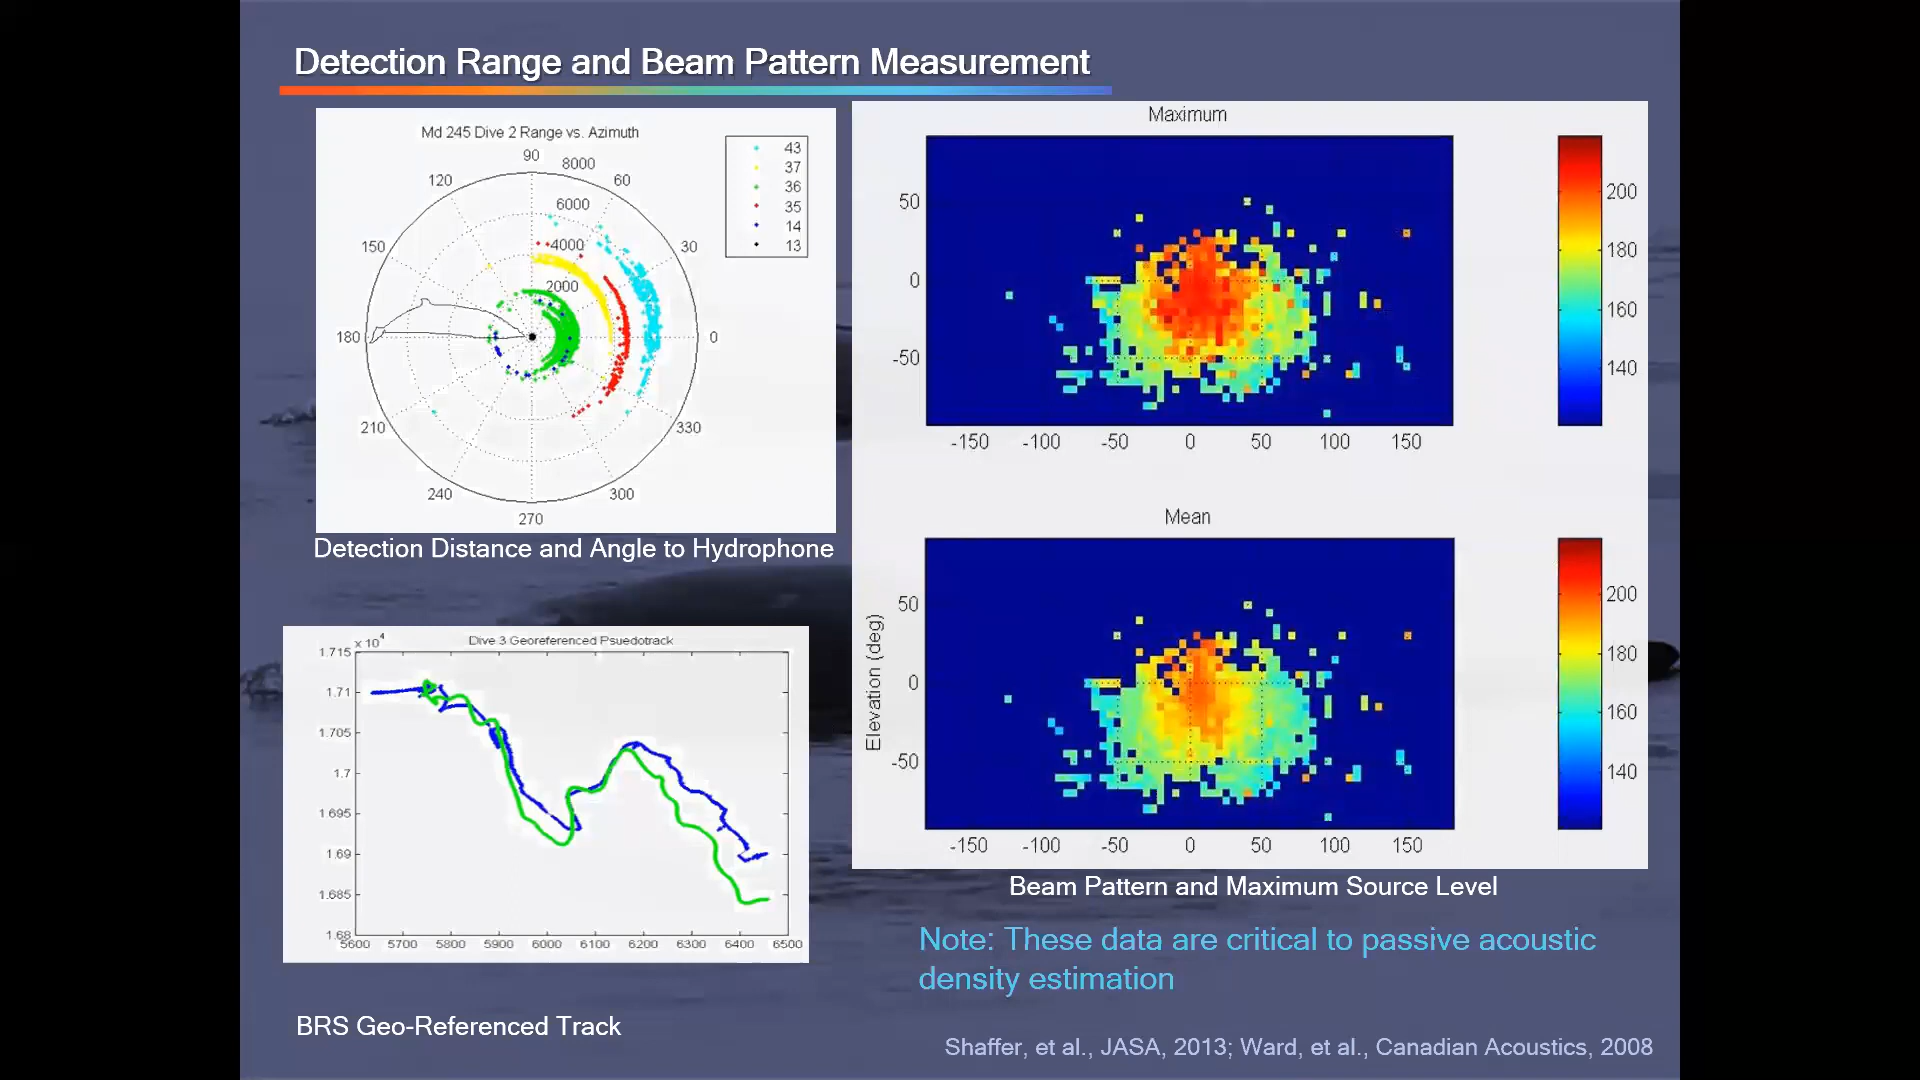 Detection Range and Beam Pattern Measurement
Md 245 Dive 2 Range vs. Azimuth
90
8000
120
60
6000
150
4000
30
2000
180
0
210
330
240
300
270
43
37
36
35
14
13
Detection Distance and Angle to Hydrophone
Dive 3 Georeferenced Psuedotrack
x 10^4
1.715
1.71
1.705
1.7
1.695
1.69
1.685
1.68
5600 5700 5800 5900 6000 6100 6200 6300 6400 6500
BRS Geo-Referenced Track
Maximum
50
0
-50
-150 -100 -50 0 50 100 150
200
180
160
140
Mean
Elevation (deg)
50
0
-50
-150 -100 -50 0 50 100 150
200
180
160
140
Beam Pattern and Maximum Source Level
Note: These data are critical to passive acoustic
density estimation
Shaffer, et al., JASA, 2013; Ward, et al., Canadian Acoustics, 2008